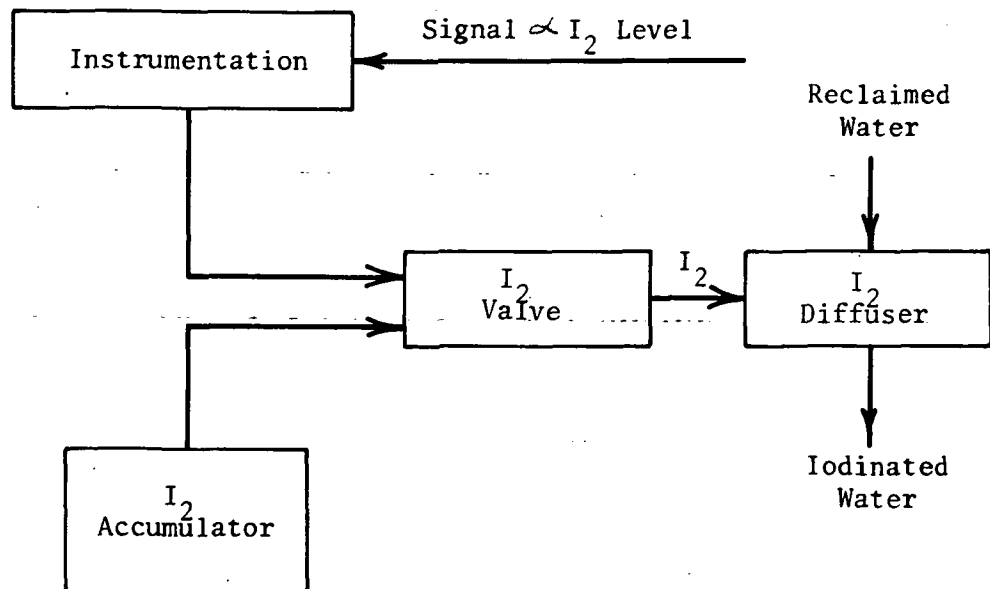 Signal ∝ I₂ Level
Instrumentation
Reclaimed
Water
I₂
Valve
I₂
I₂
Diffuser
I₂
Accumulator
Iodinated
Water